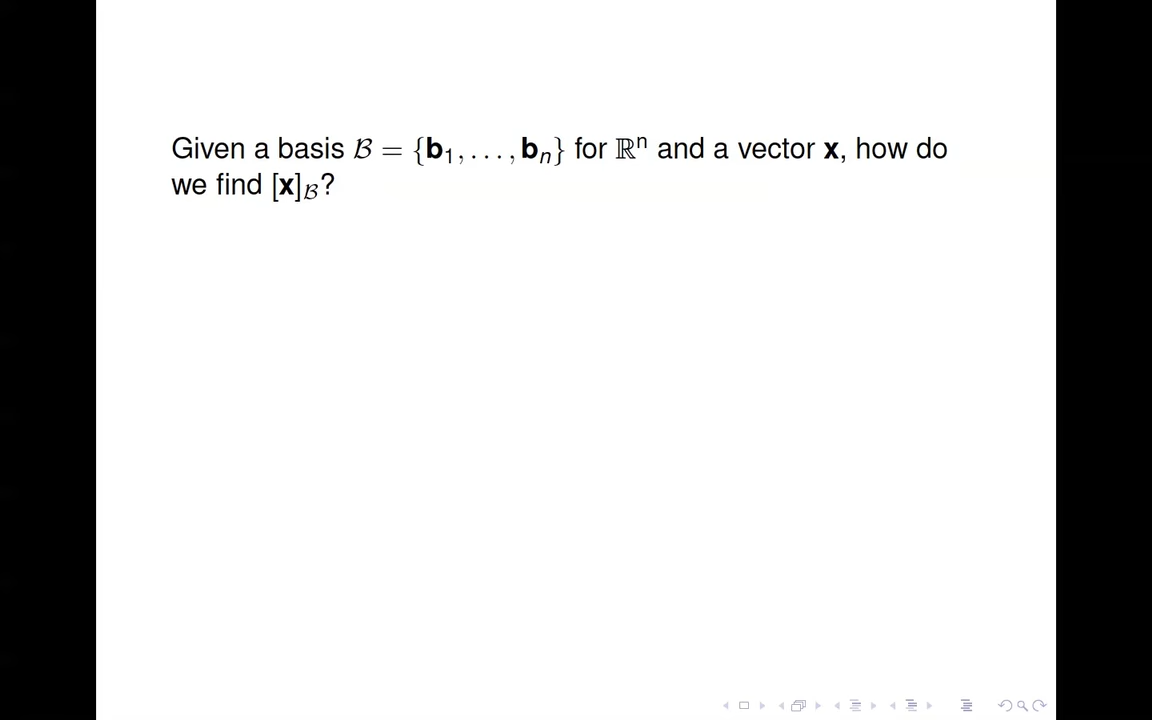 Given a basis ℬ = {b₁, . . . , bₙ} for ℝⁿ and a vector x, how do
we find [x]ℬ?